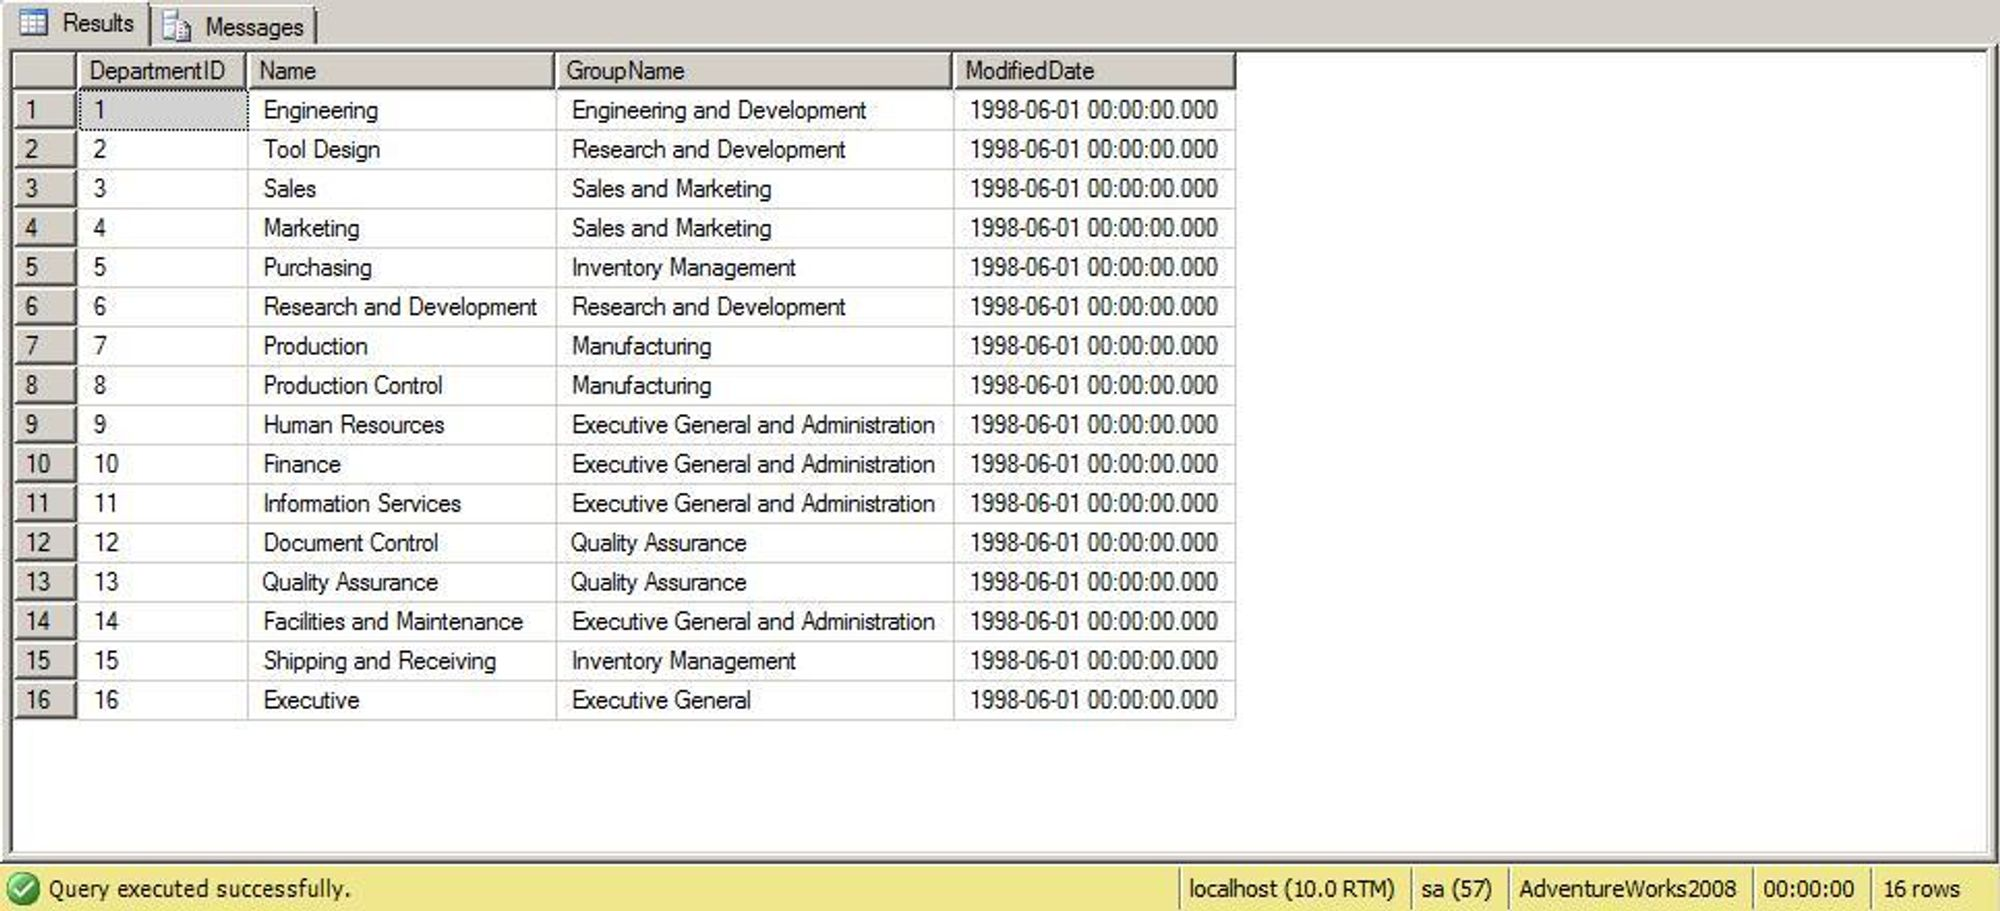 Results Messages
DepartmentID Name GroupName ModifiedDate
1 1 Engineering Engineering and Development 1998-06-01 00:00:00.000
2 2 Tool Design Research and Development 1998-06-01 00:00:00.000
3 3 Sales Sales and Marketing 1998-06-01 00:00:00.000
4 4 Marketing Sales and Marketing 1998-06-01 00:00:00.000
5 5 Purchasing Inventory Management 1998-06-01 00:00:00.000
6 6 Research and Development Research and Development 1998-06-01 00:00:00.000
7 7 Production Manufacturing 1998-06-01 00:00:00.000
8 8 Production Control Manufacturing 1998-06-01 00:00:00.000
9 9 Human Resources Executive General and Administration 1998-06-01 00:00:00.000
10 10 Finance Executive General and Administration 1998-06-01 00:00:00.000
11 11 Information Services Executive General and Administration 1998-06-01 00:00:00.000
12 12 Document Control Quality Assurance 1998-06-01 00:00:00.000
13 13 Quality Assurance Quality Assurance 1998-06-01 00:00:00.000
14 14 Facilities and Maintenance Executive General and Administration 1998-06-01 00:00:00.000
15 15 Shipping and Receiving Inventory Management 1998-06-01 00:00:00.000
16 16 Executive Executive General 1998-06-01 00:00:00.000
Query executed successfully. localhost (10.0 RTM) sa (57) AdventureWorks2008 00:00:00 16 rows